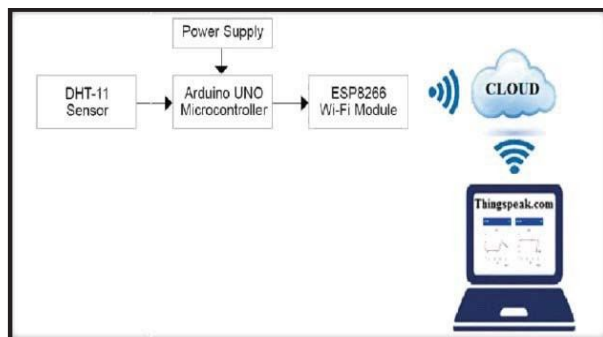 Power Supply
DHT-11
Sensor
Arduino UNO
Microcontroller
ESP8266
Wi-Fi Module
CLOUD
Thingspeak.com